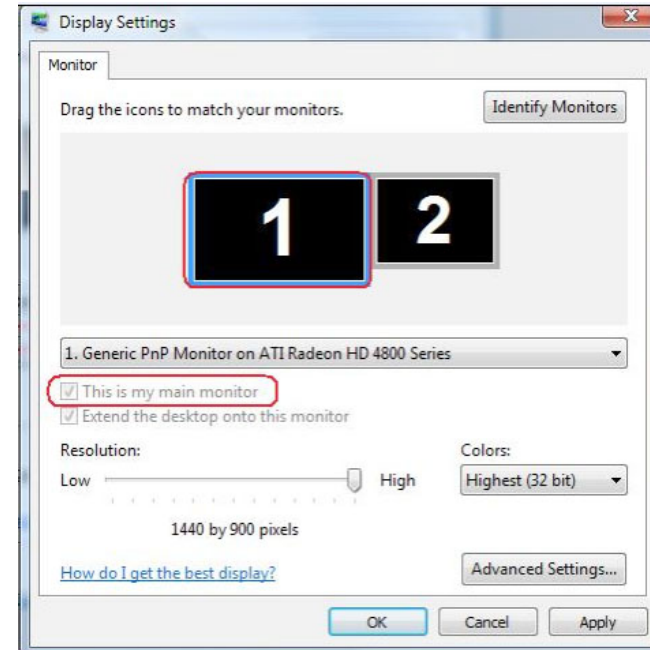 Display Settings
Monitor
Drag the icons to match your monitors.
Identify Monitors
1
2
1. Generic PnP Monitor on ATI Radeon HD 4800 Series
This is my main monitor
Extend the desktop onto this monitor
Resolution:
Colors:
Low
High
Highest (32 bit)
1440 by 900 pixels
How do I get the best display?
Advanced Settings...
OK
Cancel
Apply